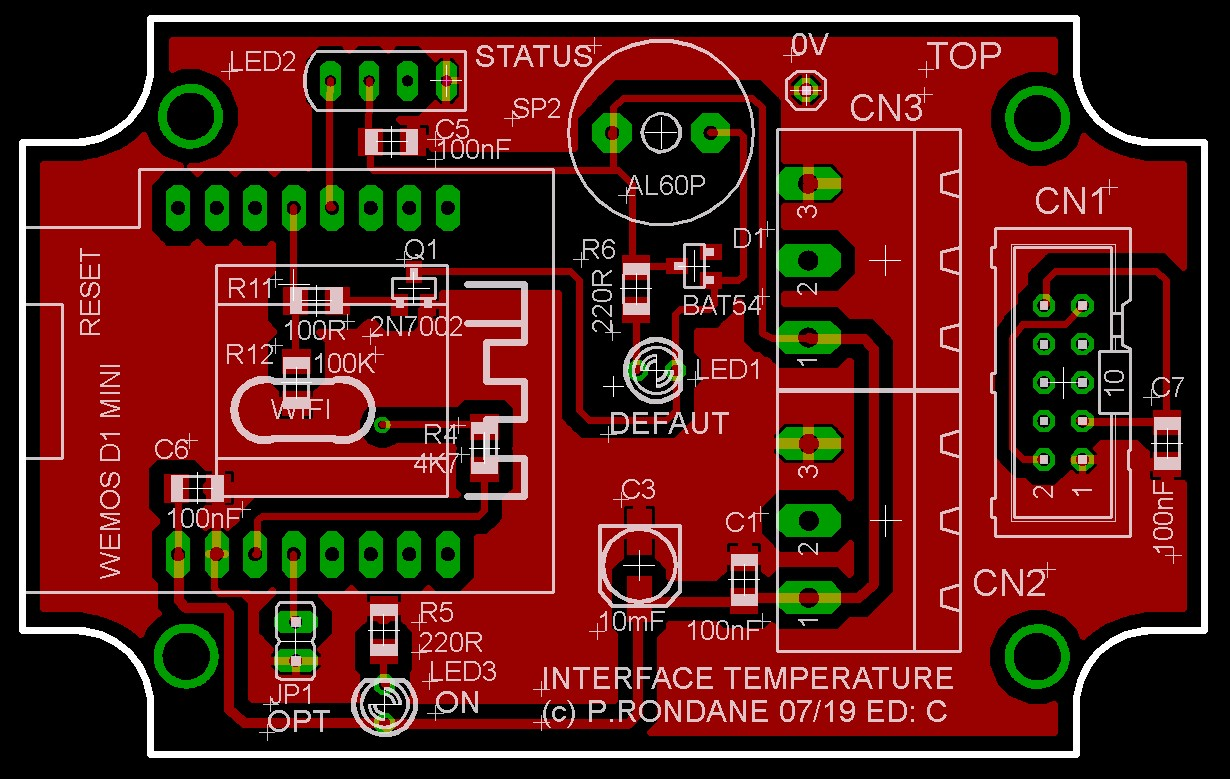 LED2
STATUS
0V
TOP
SP2
CN3
C5
100nF
AL60P
3
CN1
Q1
R6
D1
RESET
R11
220R
2
BAT54
100R
2N7002
R12
100K
1
LED1
10
C7
WEMOS D1 MINI
WIFI
DEFAUT
R4
4K7
C6
3
2
1
100nF
C3
C1
100nF
2
CN2
1
10mF
100nF
R5
220R
LED3
JP1
OPT
ON
INTERFACE TEMPERATURE
(c) P.RONDANE 07/19 ED: C